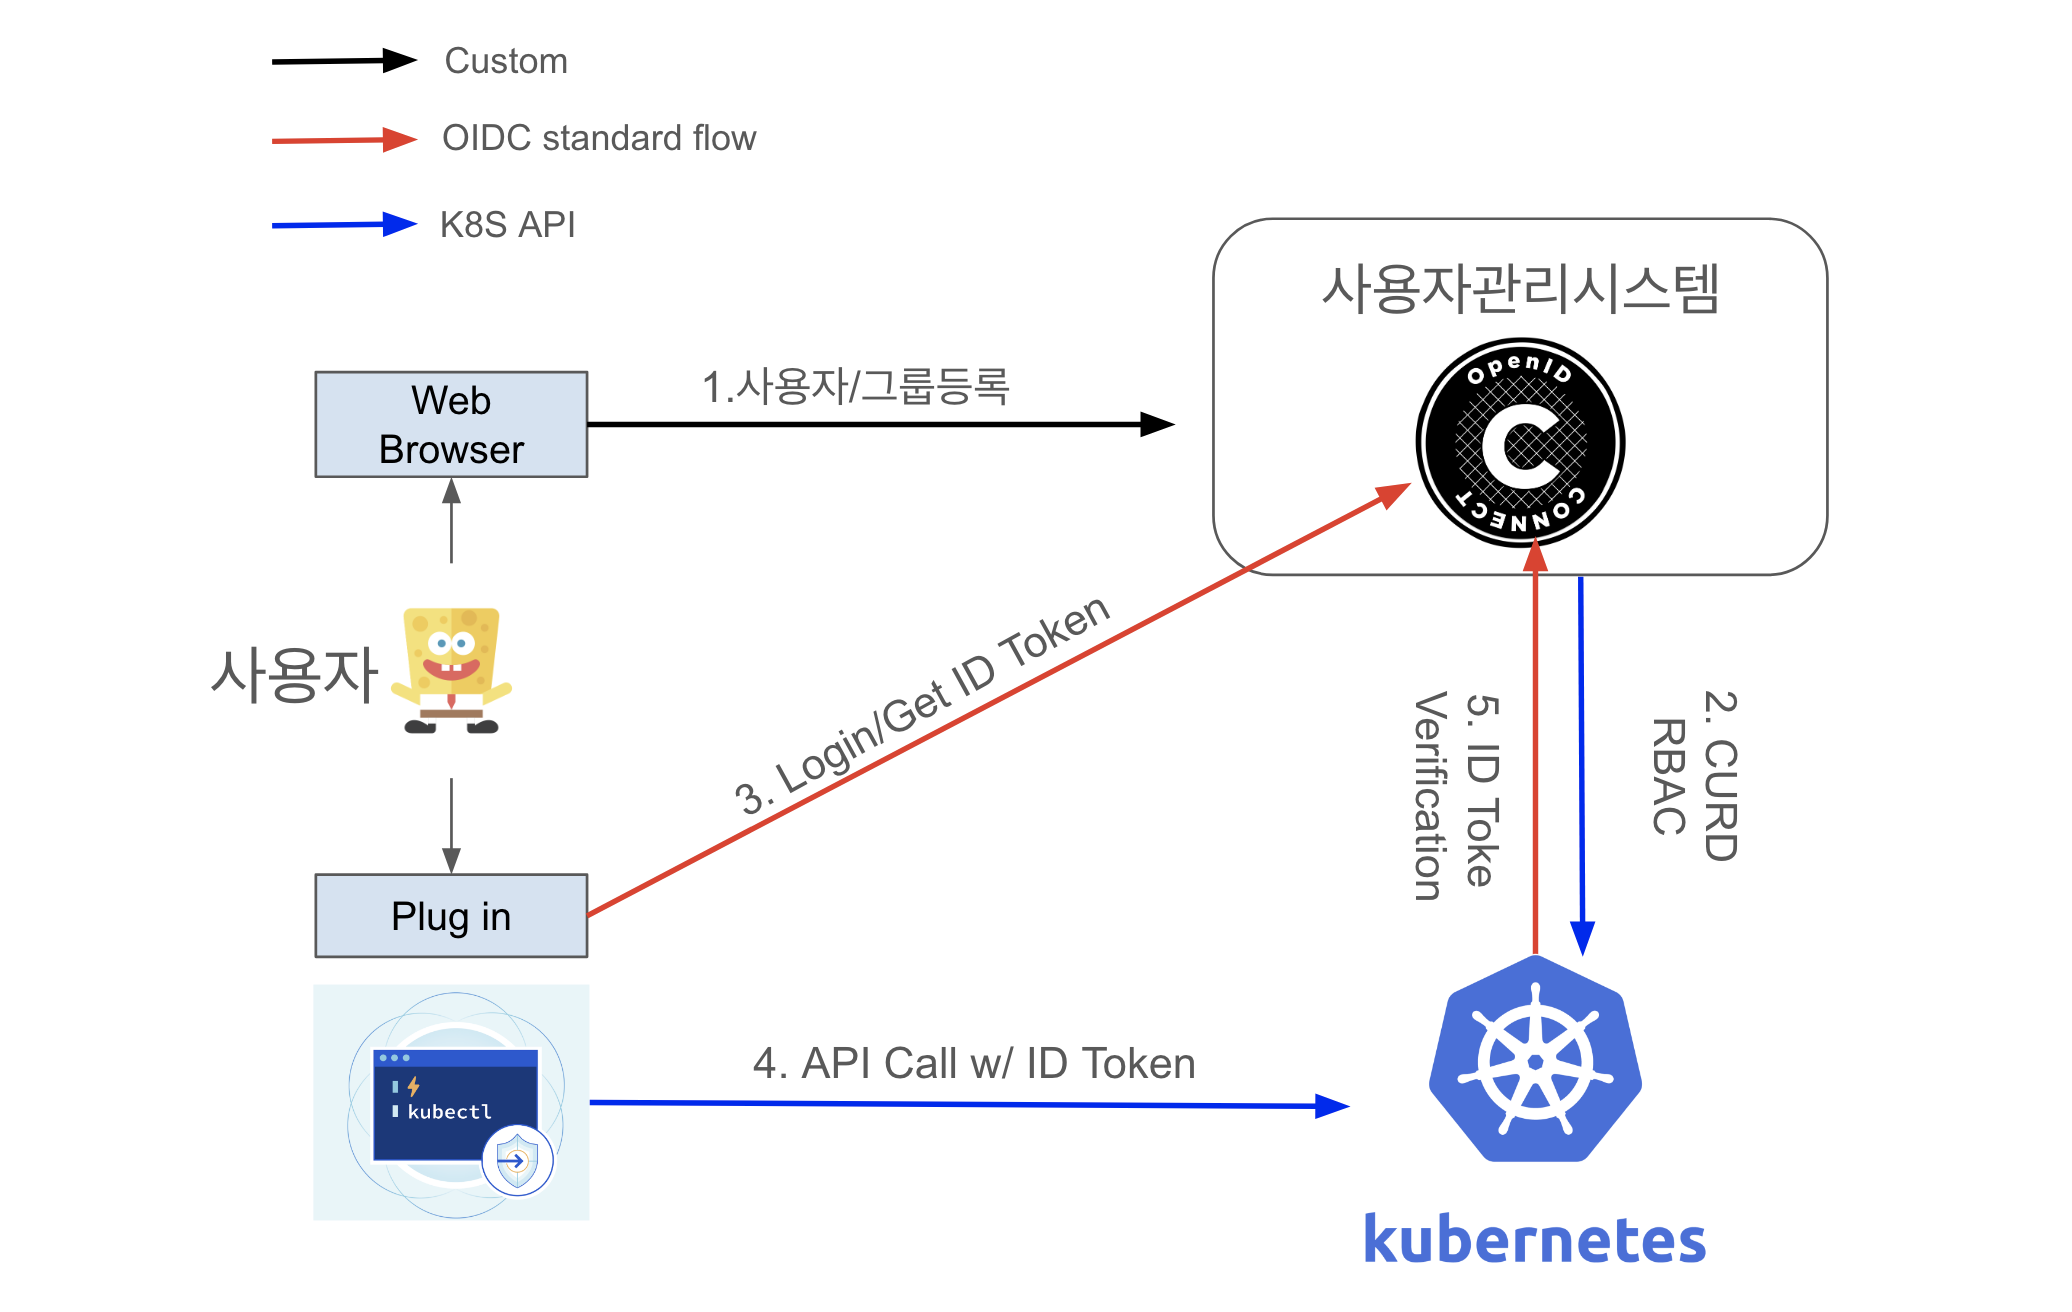 Custom
OIDC standard flow
K8S API
사용자관리시스템
OpenID
CONNECT
Web
Browser
1.사용자/그룹등록
사용자
3. Login/Get ID Token
5. ID Toke
Verification
2. CURD
RBAC
Plug in
kubectl
4. API Call w/ ID Token
kubernetes